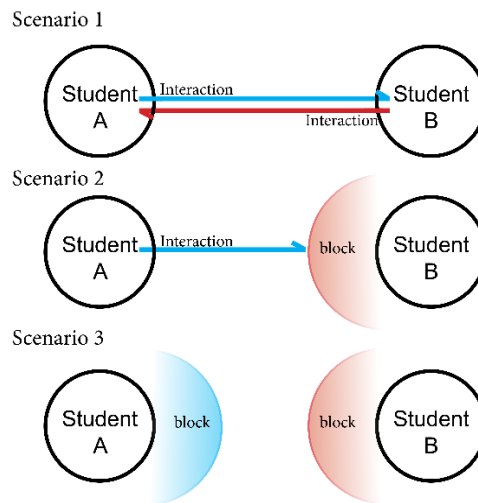 Scenario 1
Student
A
Interaction
Interaction
Student
B
Scenario 2
Student
A
Interaction
block
Student
B
Scenario 3
Student
A
block
block
Student
B